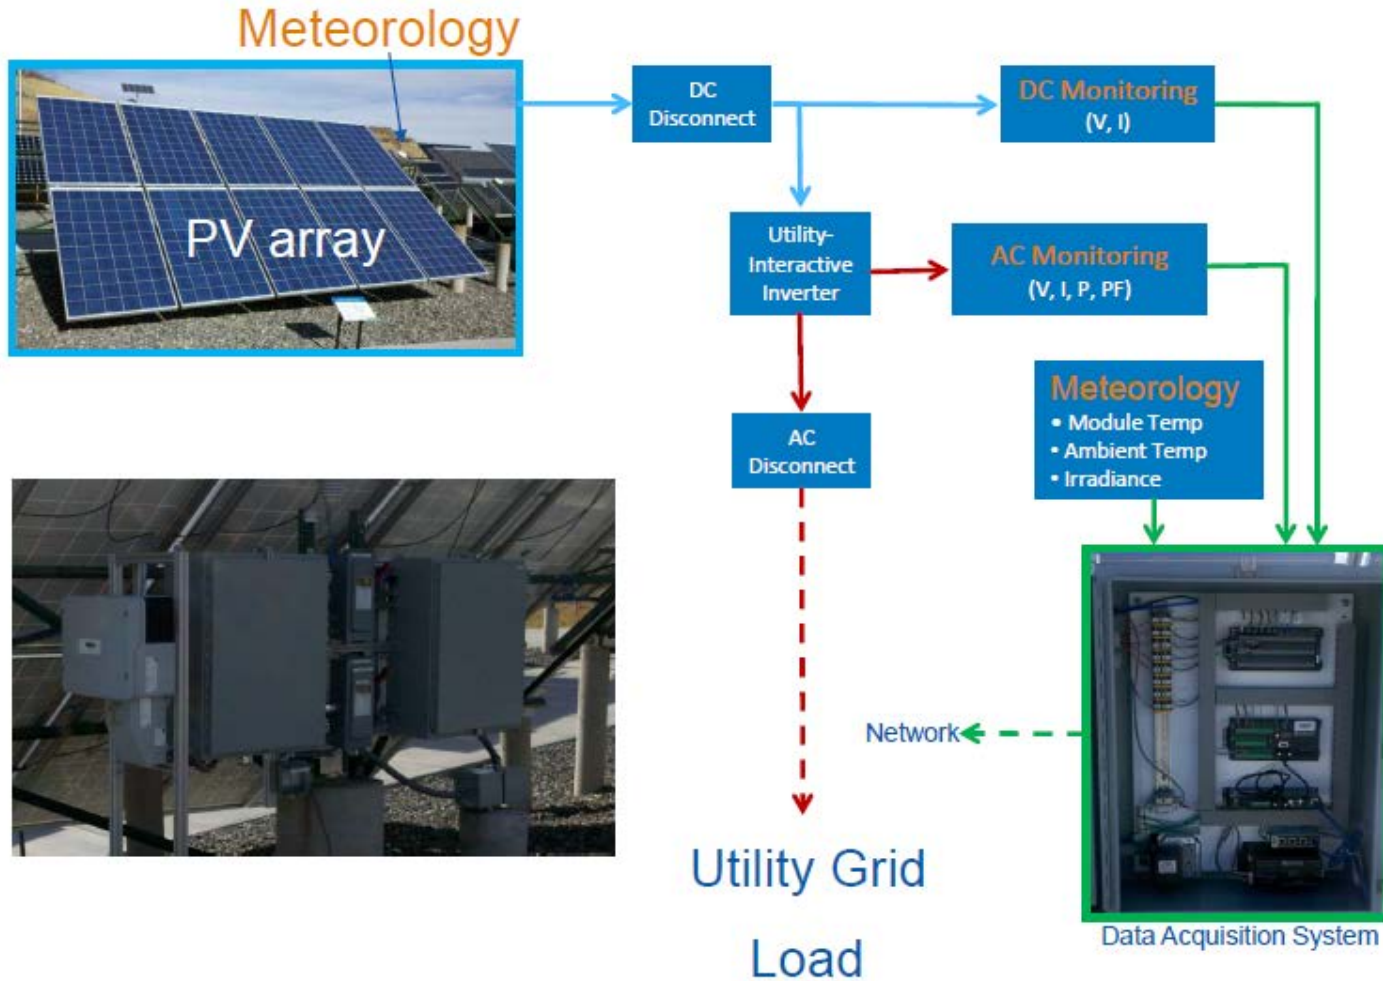 Meteorology
PV array
DC
Disconnect
DC Monitoring
(V, I)
Utility-
Interactive
Inverter
AC Monitoring
(V, I, P, PF)
Meteorology
• Module Temp
• Ambient Temp
• Irradiance
AC
Disconnect
Network
Utility Grid
Load
Data Acquisition System